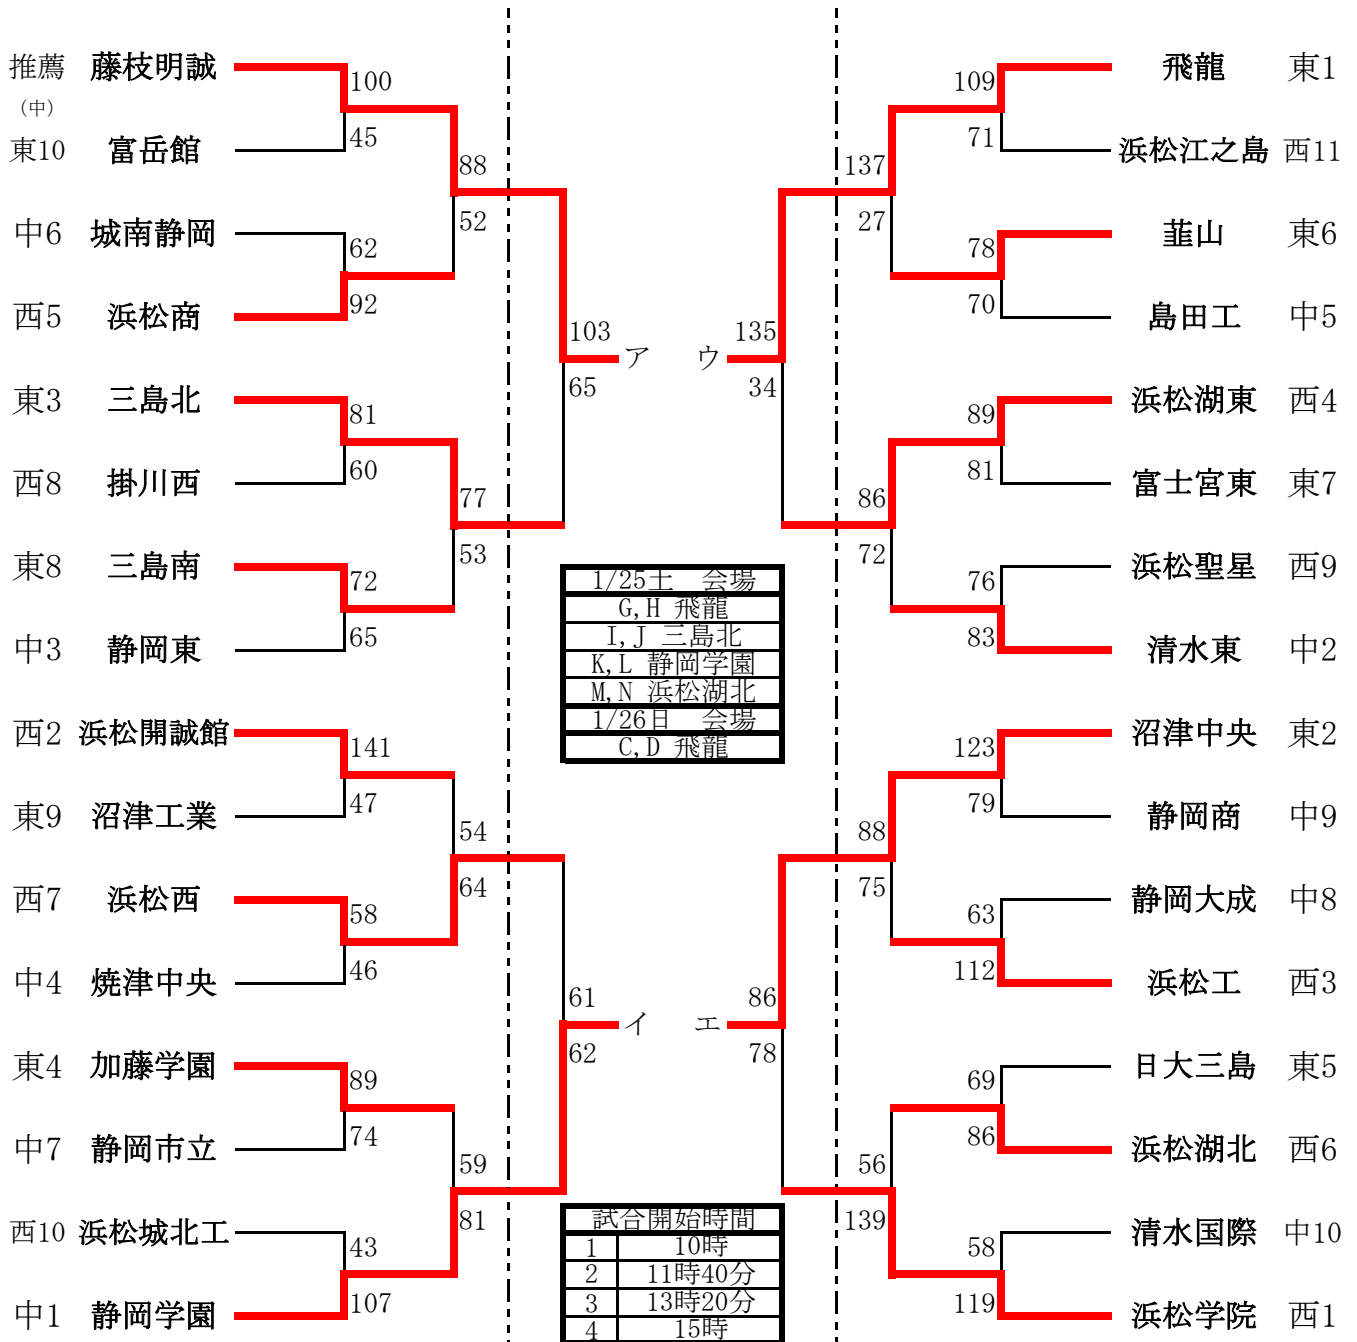 推薦 藤枝明誠 100
(中)
東10 富岳館 45
88
中6 城南静岡 62
52
西5 浜松商 92
103 ア
東3 三島北 81
65
西8 掛川西 60
77
東8 三島南 72
53
中3 静岡東 65
西2 浜松開誠館 141
東9 沼津工業 47
54
西7 浜松西 58
64
中4 焼津中央 46
61 イ
東4 加藤学園 89
62
中7 静岡市立 74
59
西10 浜松城北工 43
81
中1 静岡学園 107
109 飛龍 東1
71 浜松江之島 西11
137
78 韮山 東6
27
70 島田工 中5
ウ 135
89 浜松湖東 西4
34
81 富士宮東 東7
86
76 浜松聖星 西9
72
83 清水東 中2
123 沼津中央 東2
79 静岡商 中9
88
63 静岡大成 中8
75
112 浜松工 西3
エ 86
69 日大三島 東5
78
86 浜松湖北 西6
56
58 清水国際 中10
139
119 浜松学院 西1
1/25土 会場
G,H 飛龍
I,J 三島北
K,L 静岡学園
M,N 浜松湖北
1/26日 会場
C,D 飛龍
試合開始時間
1 10時
2 11時40分
3 13時20分
4 15時